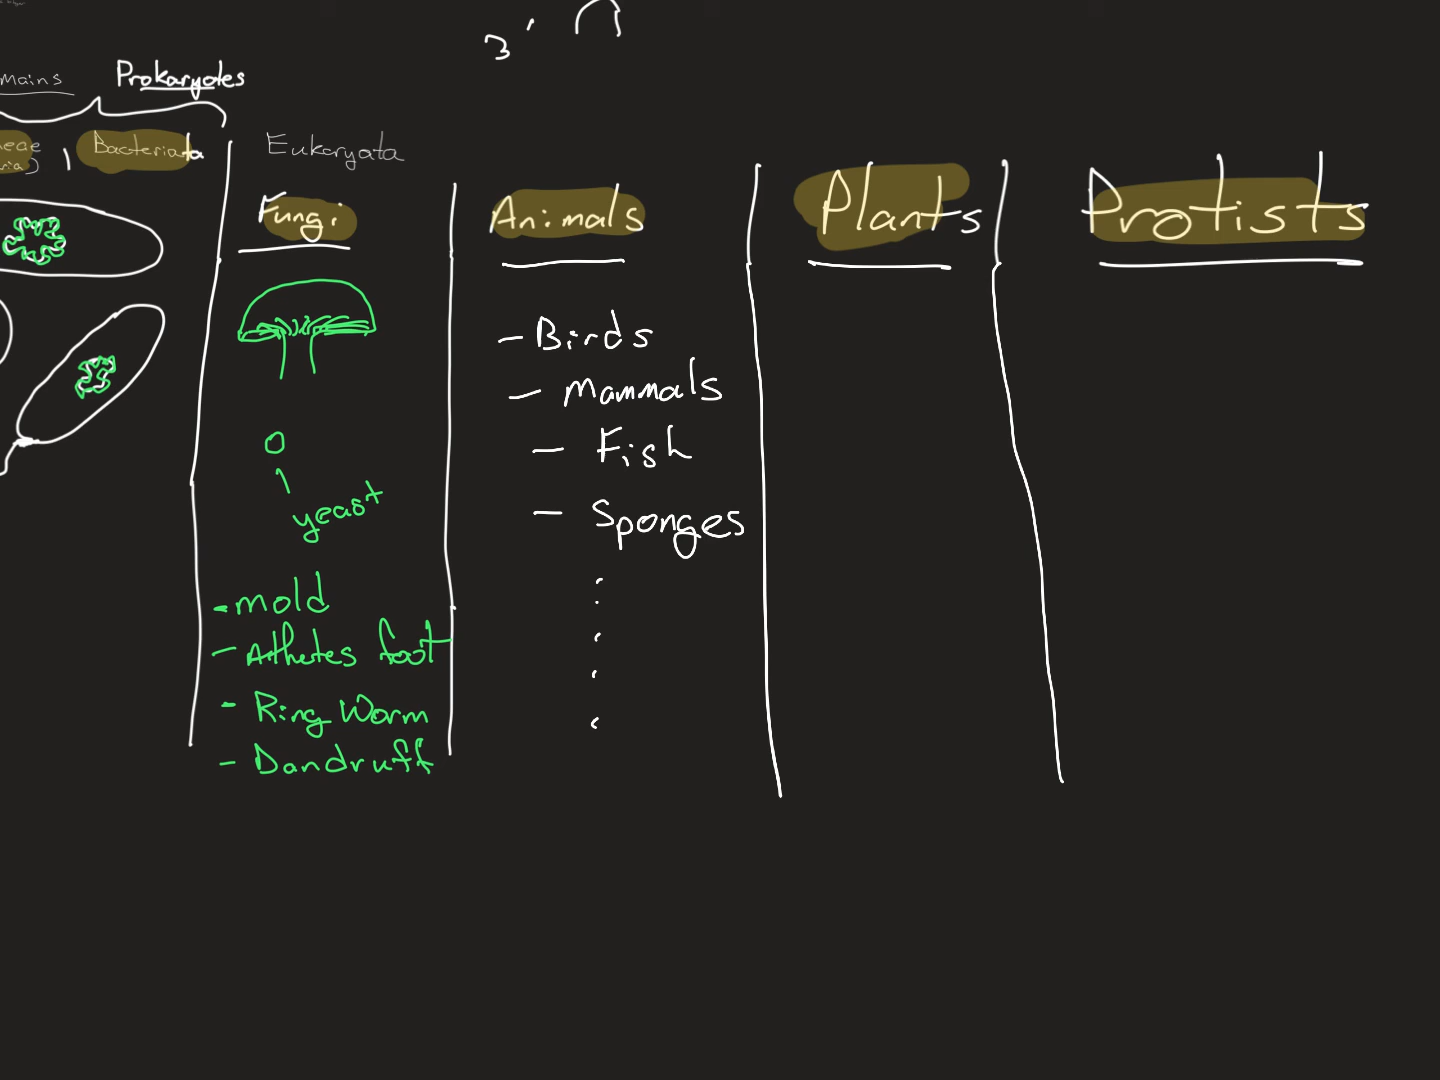 3'
mains
Prokaryotes
Bacteriata
Eukaryata
Fungi
yeast
- mold
- Athletes foot
- Ring Worm
- Dandruff
Animals
- Birds
- Mammals
- Fish
- Sponges
Plants
Protists